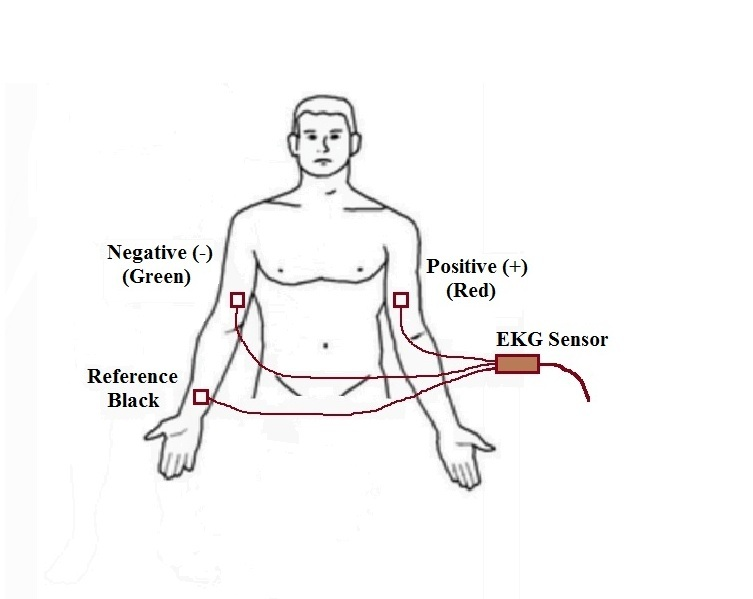 Negative (-)
(Green)
Positive (+)
(Red)
EKG Sensor
Reference
Black